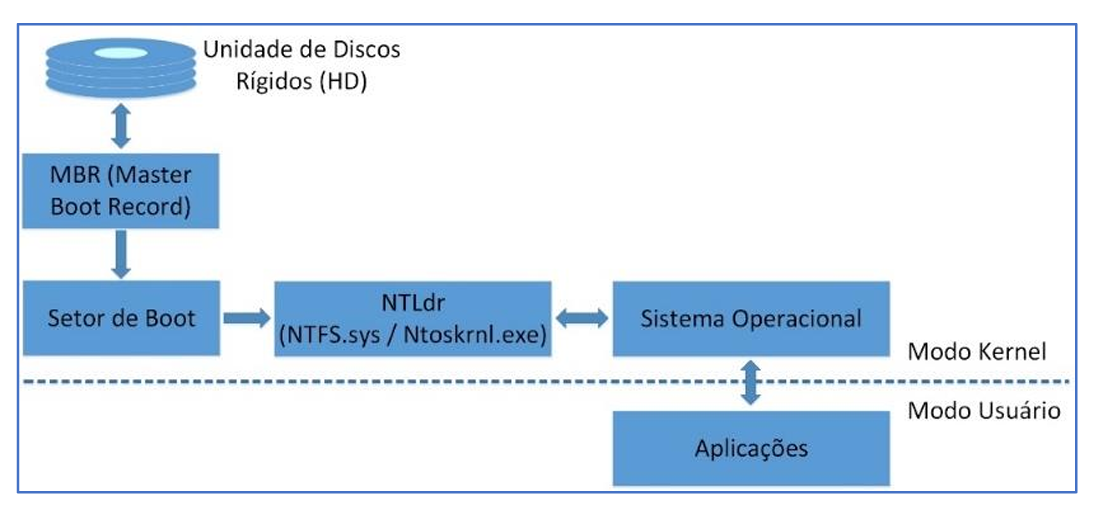 Unidade de Discos
Rígidos (HD)
MBR (Master
Boot Record)
Setor de Boot
NTLdr
(NTFS.sys / Ntoskrnl.exe)
Sistema Operacional
Modo Kernel
Modo Usuário
Aplicações